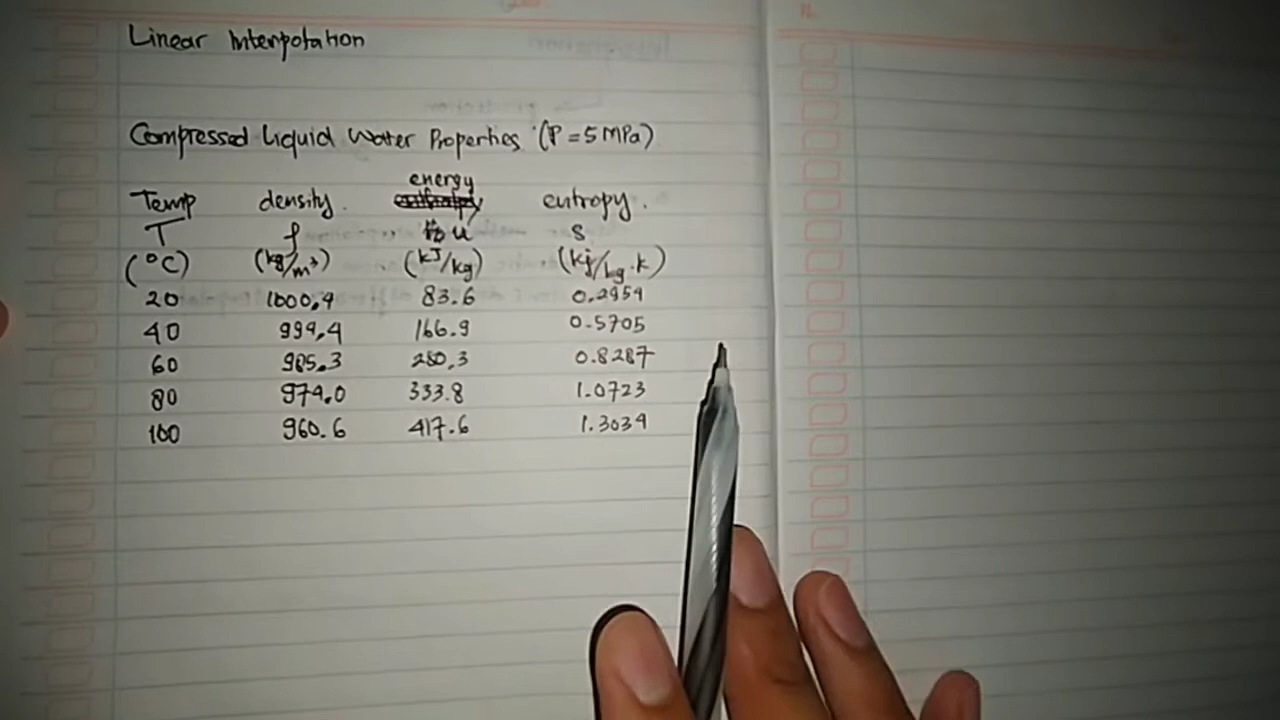 Linear Interpolation
Compressed Liquid Water Properties (P = 5 MPa)
energy
Temp density. entropy.
T ρ u s
(°C) (kg/m³) (kJ/kg) (kj/kg.k)
20 1000,4 83.6 0.2954
40 994,4 166.9 0.5705
60 985.3 250,3 0.8287
80 974.0 333.8 1.0723
100 960.6 417.6 1.3034